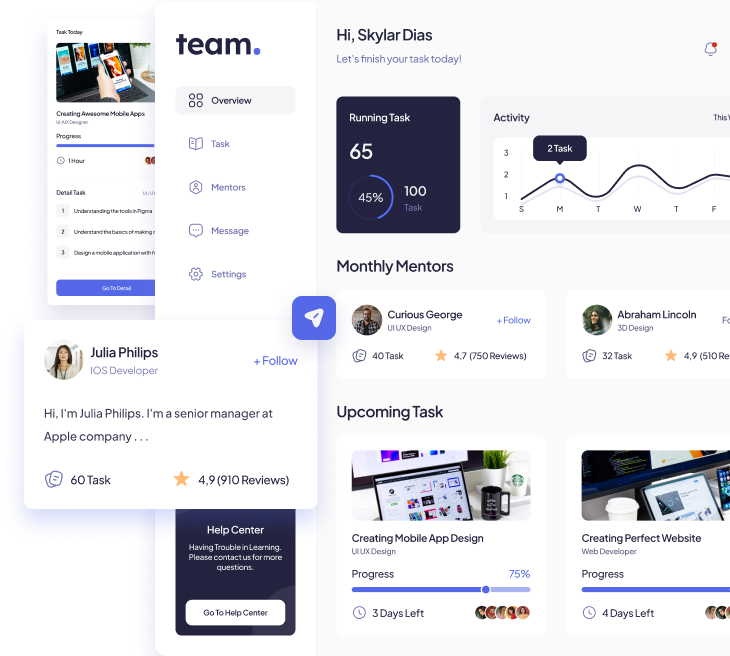 Task Today
Creating Awesome Mobile Apps
UI/UX Designer
Progress
1 Hour
Detail Task
1 Understanding the tools in Figma
2 Understand the basics of making
3 Design a mobile application with
Go To Detail
team.
Overview
Task
Mentors
Message
Settings
Julia Philips
IOS Developer
+ Follow
Hi, I'm Julia Philips. I'm a senior manager at
Apple company . . .
60 Task
4,9 (910 Reviews)
Help Center
Having Trouble in Learning.
Please contact us for more
questions.
Go To Help Center
Hi, Skylar Dias
Let's finish your task today!
Running Task
65
45%
100
Task
Activity
This
2 Task
3
2
1
S M T W T F
Monthly Mentors
Curious George
UI UX Design
+ Follow
40 Task
4.7 (750 Reviews)
Abraham Lincoln
3D Design
32 Task
4,9 (510
Upcoming Task
Creating Mobile App Design
UI UX Design
Progress 75%
3 Days Left
Creating Perfect Website
Web Developer
Progress
4 Days Left